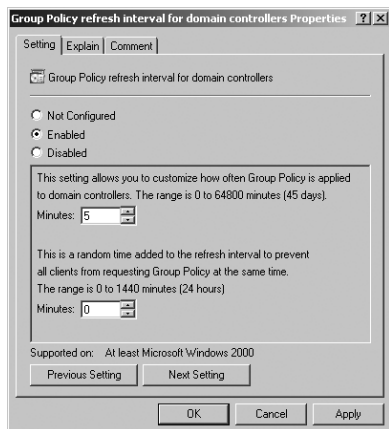 Group Policy refresh interval for domain controllers Properties
Setting
Explain
Comment
Group Policy refresh interval for domain controllers
Not Configured
Enabled
Disabled
This setting allows you to customize how often Group Policy is applied
to domain controllers. The range is 0 to 64800 minutes (45 days).
Minutes: 5
This is a random time added to the refresh interval to prevent
all clients from requesting Group Policy at the same time.
The range is 0 to 1440 minutes (24 hours)
Minutes: 0
Supported on: At least Microsoft Windows 2000
Previous Setting
Next Setting
OK
Cancel
Apply